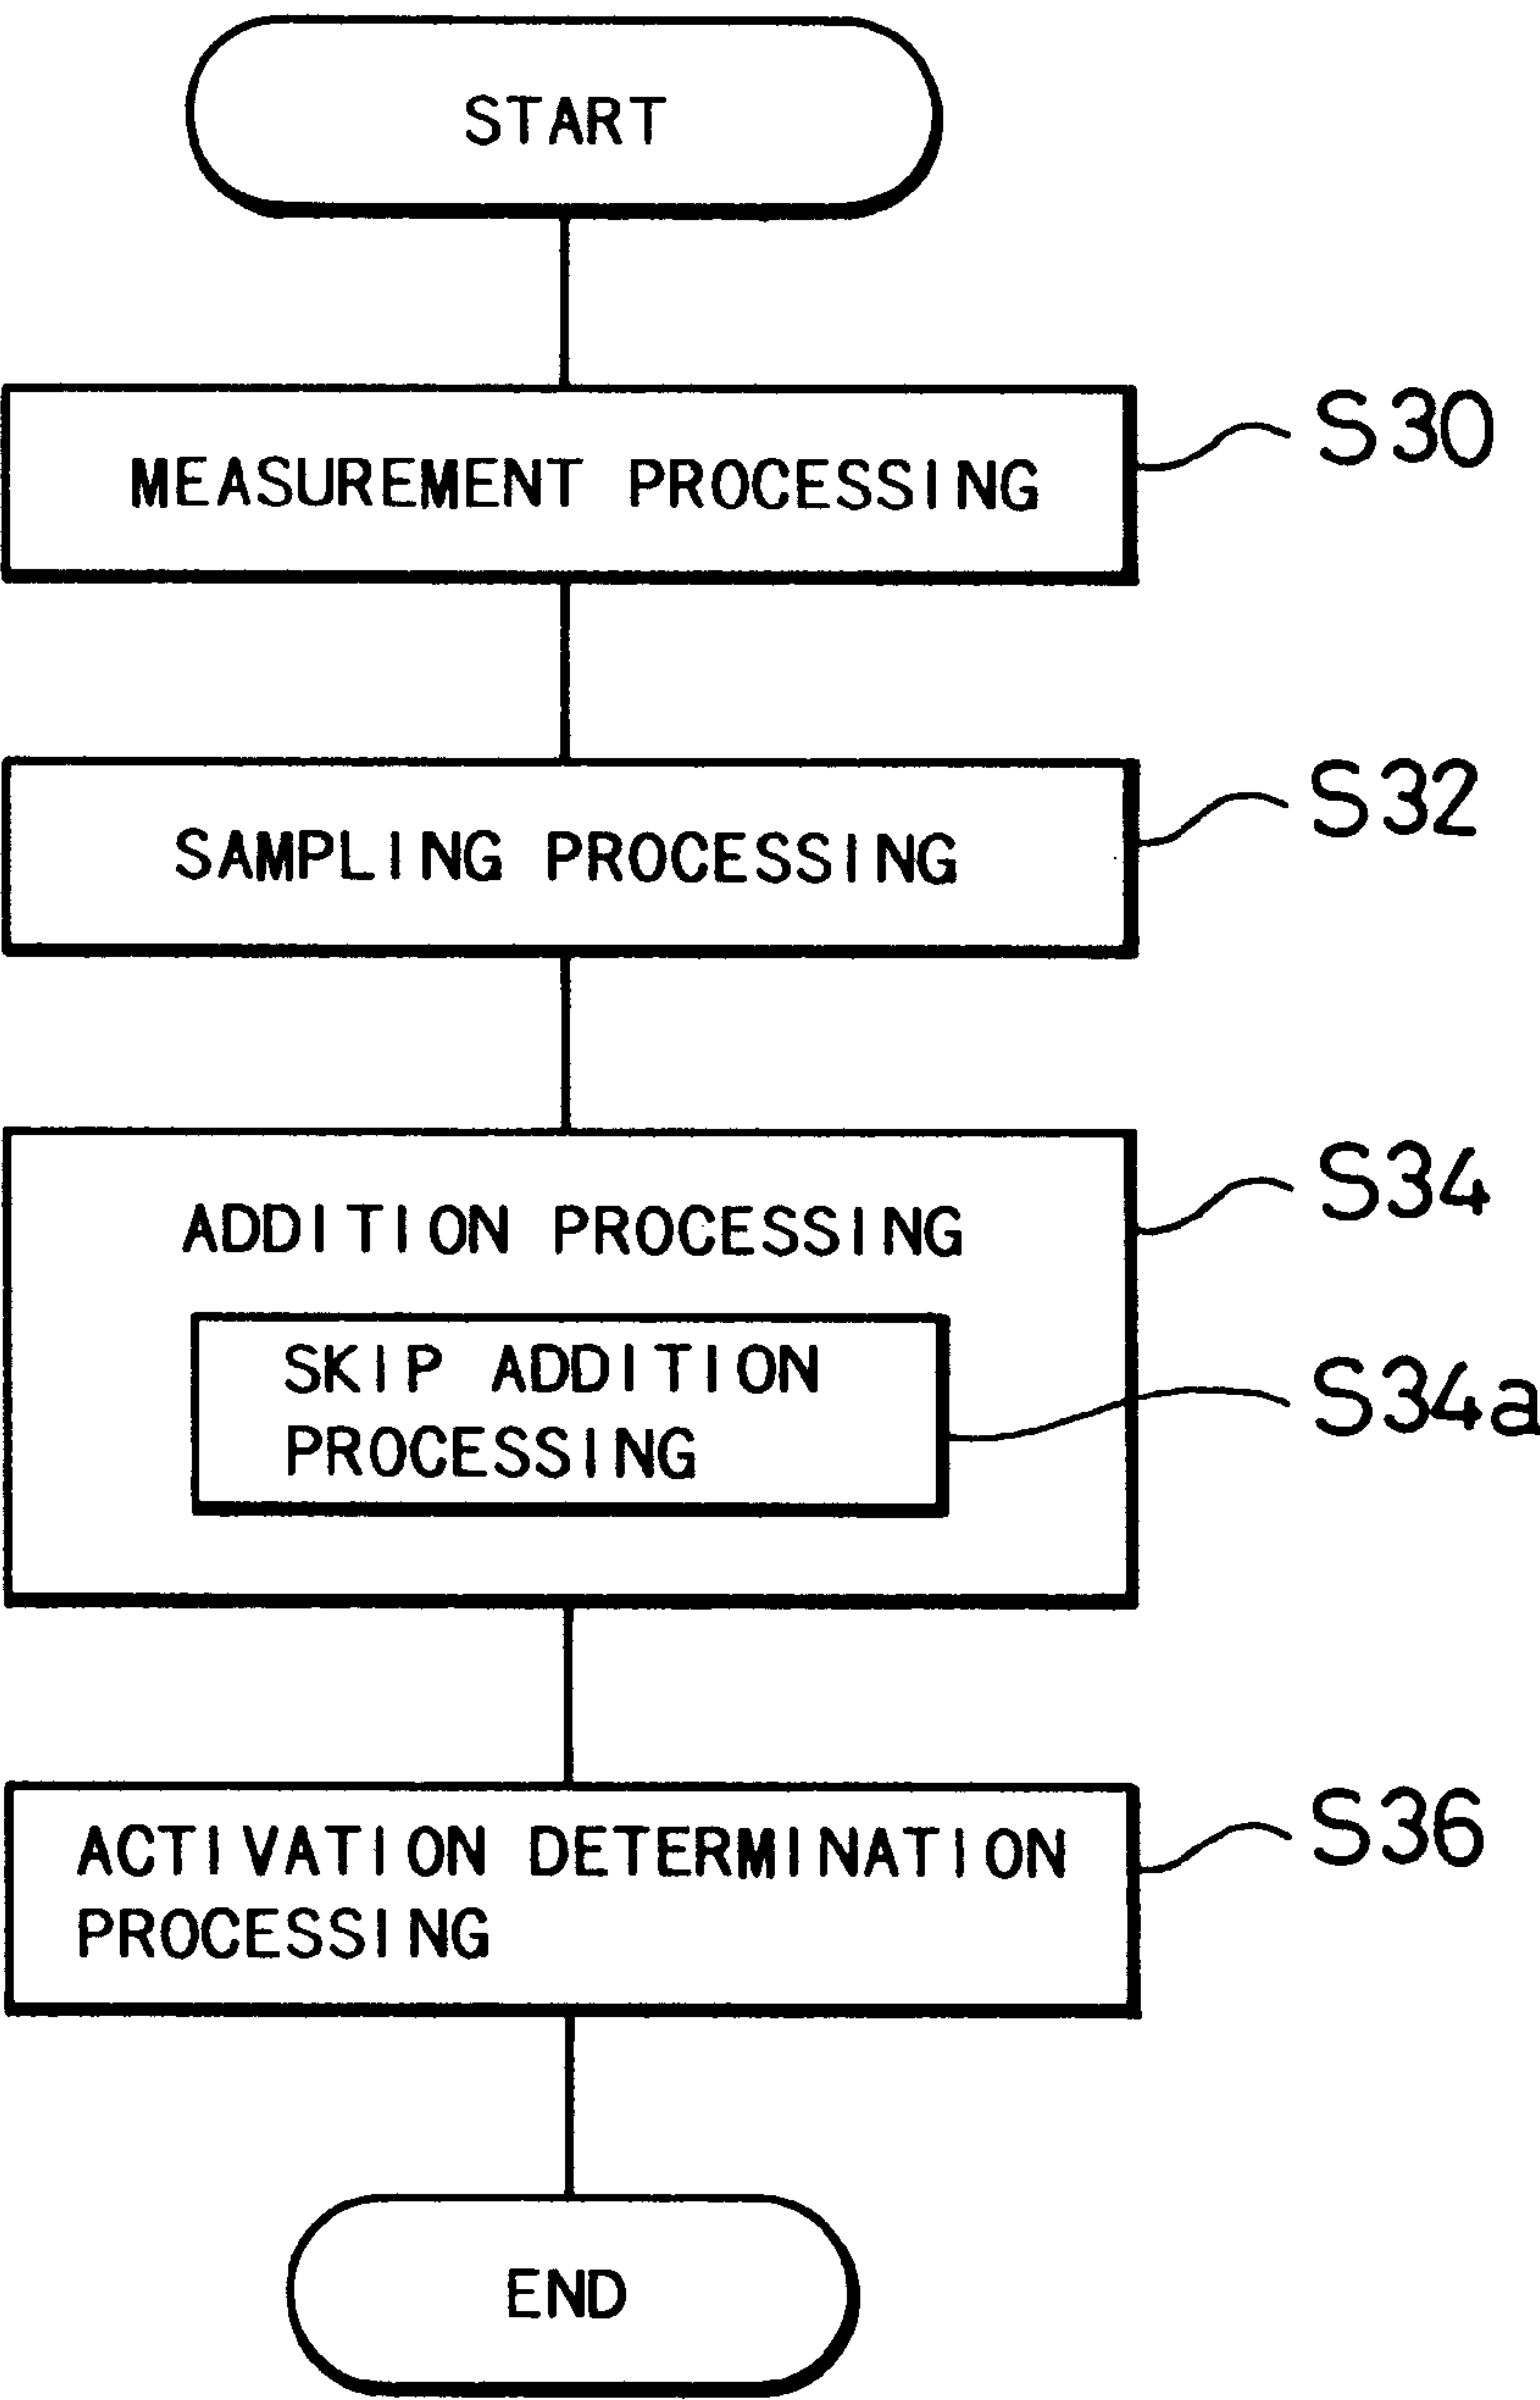 START
MEASUREMENT PROCESSING
S30
SAMPLING PROCESSING
S32
ADDITION PROCESSING
S34
SKIP ADDITION
PROCESSING
S34a
ACTIVATION DETERMINATION
PROCESSING
S36
END